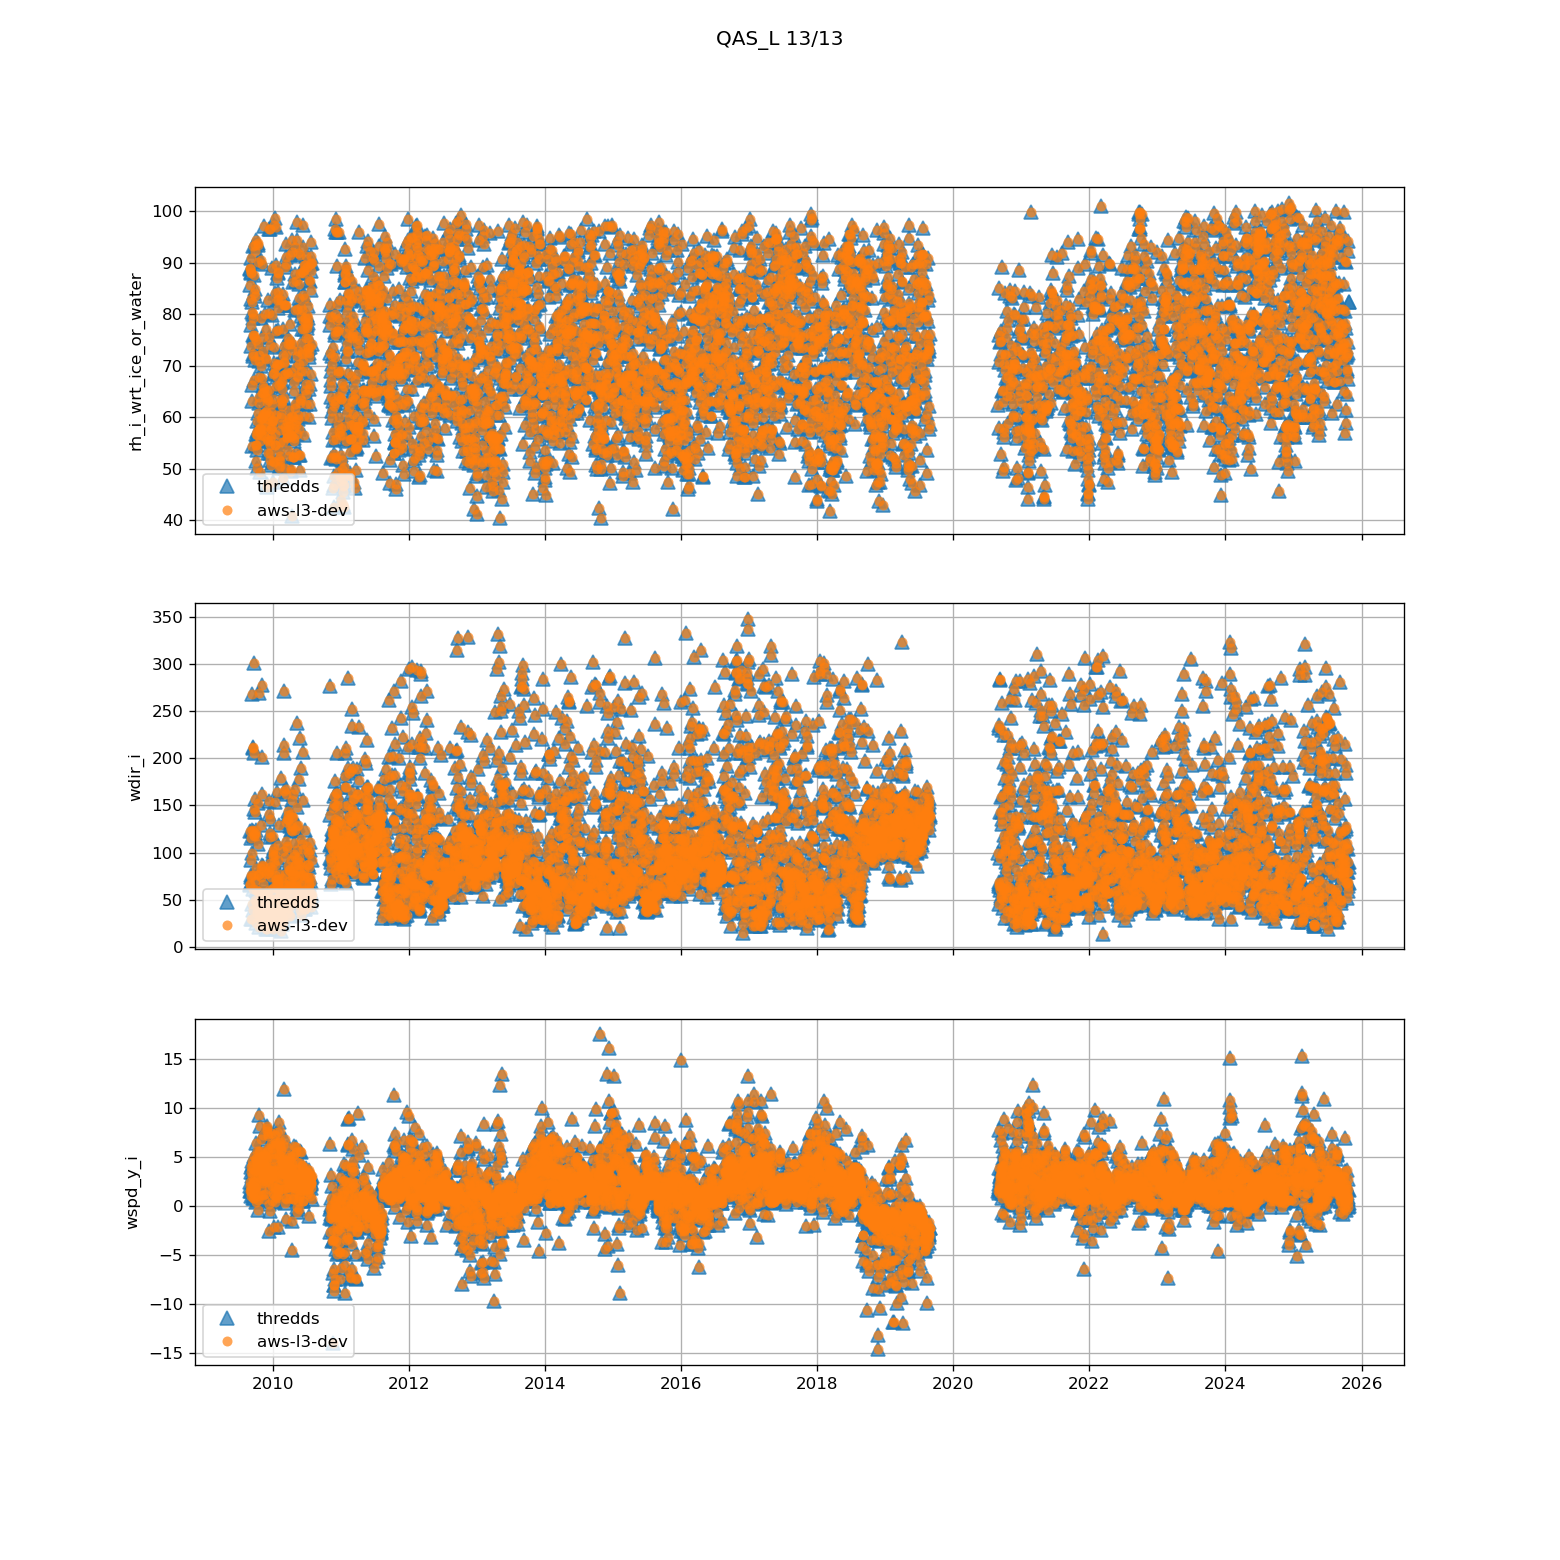 QAS_L 13/13
100
90
80
70
60
50
40
rh_i_wrt_ice_or_water
thredds
aws-l3-dev
350
300
250
200
150
100
50
0
wdir_i
thredds
aws-l3-dev
15
10
5
0
−5
−10
−15
wspd_y_i
thredds
aws-l3-dev
2010 2012 2014 2016 2018 2020 2022 2024 2026